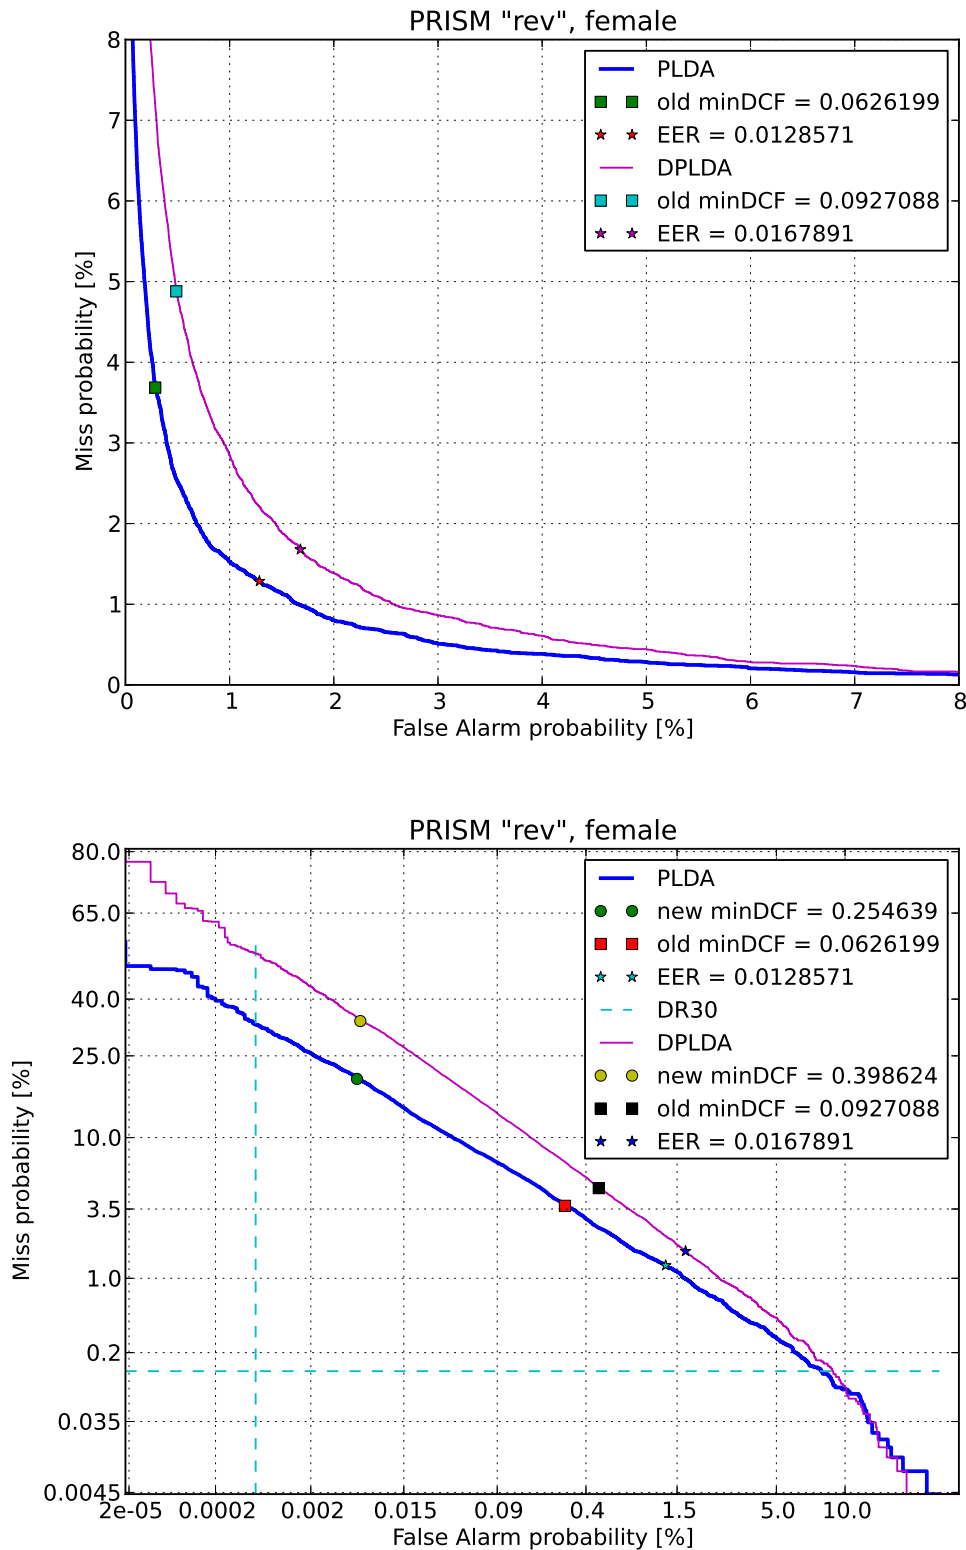 PRISM "rev", female
8
7
6
5
4
3
2
1
0
Miss probability [%]
PLDA
old minDCF = 0.0626199
EER = 0.0128571
DPLDA
old minDCF = 0.0927088
EER = 0.0167891
0 1 2 3 4 5 6 7 8
False Alarm probability [%]
PRISM "rev", female
80.0
65.0
40.0
25.0
10.0
3.5
1.0
0.2
0.035
0.0045
Miss probability [%]
PLDA
new minDCF = 0.254639
old minDCF = 0.0626199
EER = 0.0128571
DR30
DPLDA
new minDCF = 0.398624
old minDCF = 0.0927088
EER = 0.0167891
2e-05 0.0002 0.002 0.015 0.09 0.4 1.5 5.0 10.0
False Alarm probability [%]